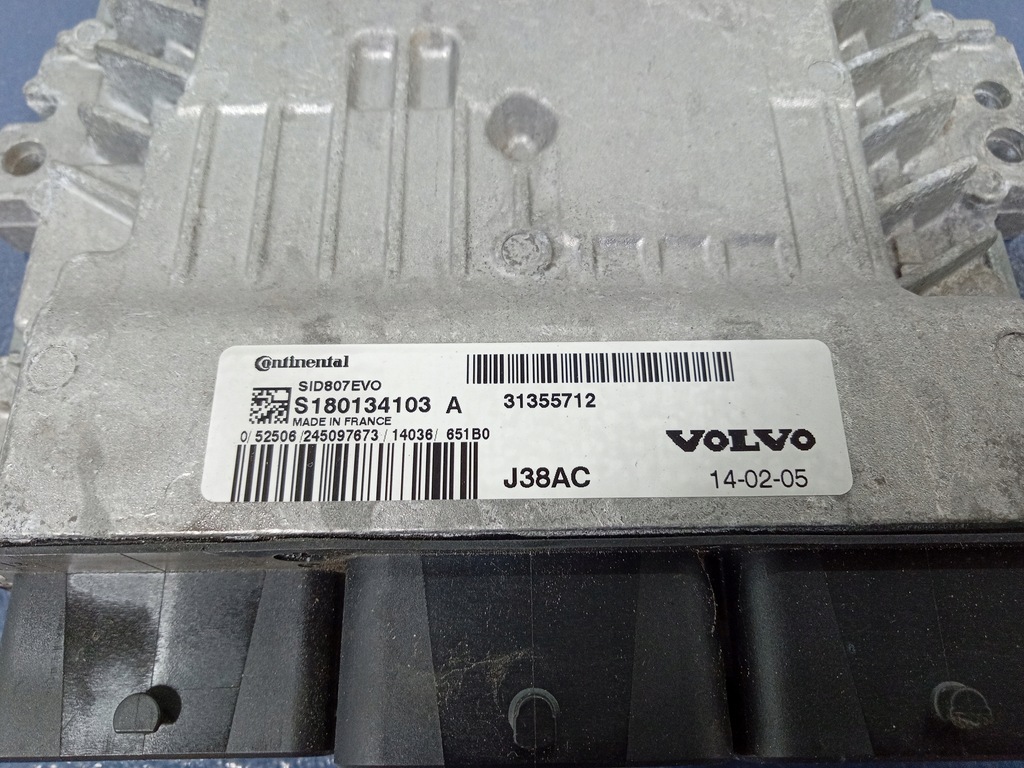 Continental
SID807EVO
S180134103 A
MADE IN FRANCE
0/ 52506 /245097673 / 14036/ 651B0
31355712
VOLVO
J38AC
14-02-05